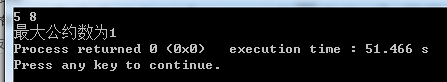 5 8
最大公约数为1
Process returned 0 (0x0)   execution time : 51.466 s
Press any key to continue.